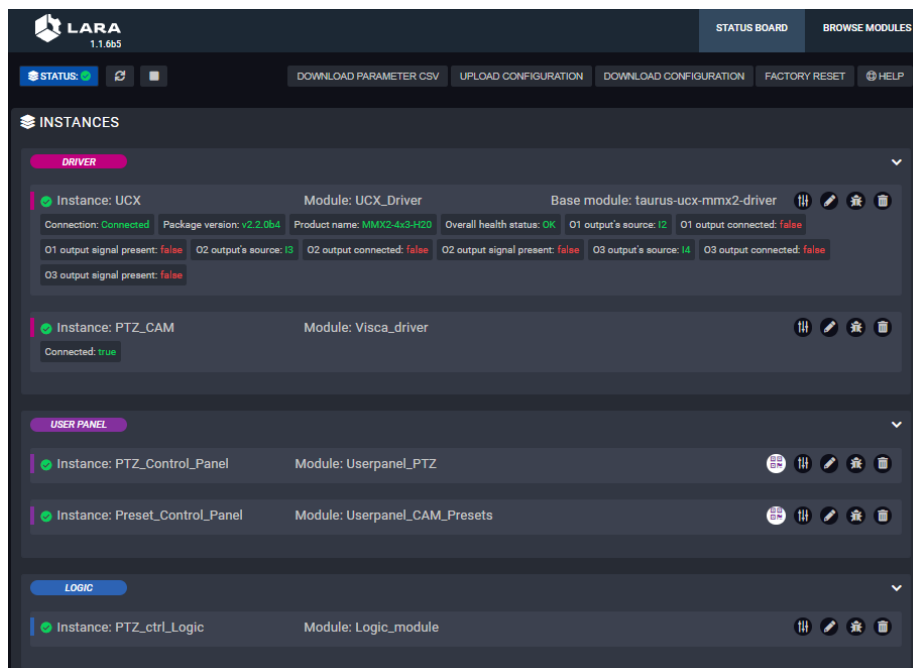 LARA
1.1.6b5
STATUS BOARD
BROWSE MODULES
STATUS:
DOWNLOAD PARAMETER CSV
UPLOAD CONFIGURATION
DOWNLOAD CONFIGURATION
FACTORY RESET
HELP
INSTANCES
DRIVER
Instance: UCX
Module: UCX_Driver
Base module: taurus-ucx-mmx2-driver
Connection: Connected
Package version: v2.2.0b4
Product name: MMX2-4x3-H20
Overall health status: OK
O1 output's source: I2
O1 output connected: false
O1 output signal present: false
O2 output's source: I3
O2 output connected: false
O2 output signal present: false
O3 output's source: I4
O3 output connected: false
O3 output signal present: false
Instance: PTZ_CAM
Module: Visca_driver
Connected: true
USER PANEL
Instance: PTZ_Control_Panel
Module: Userpanel_PTZ
Instance: Preset_Control_Panel
Module: Userpanel_CAM_Presets
LOGIC
Instance: PTZ_ctrl_Logic
Module: Logic_module